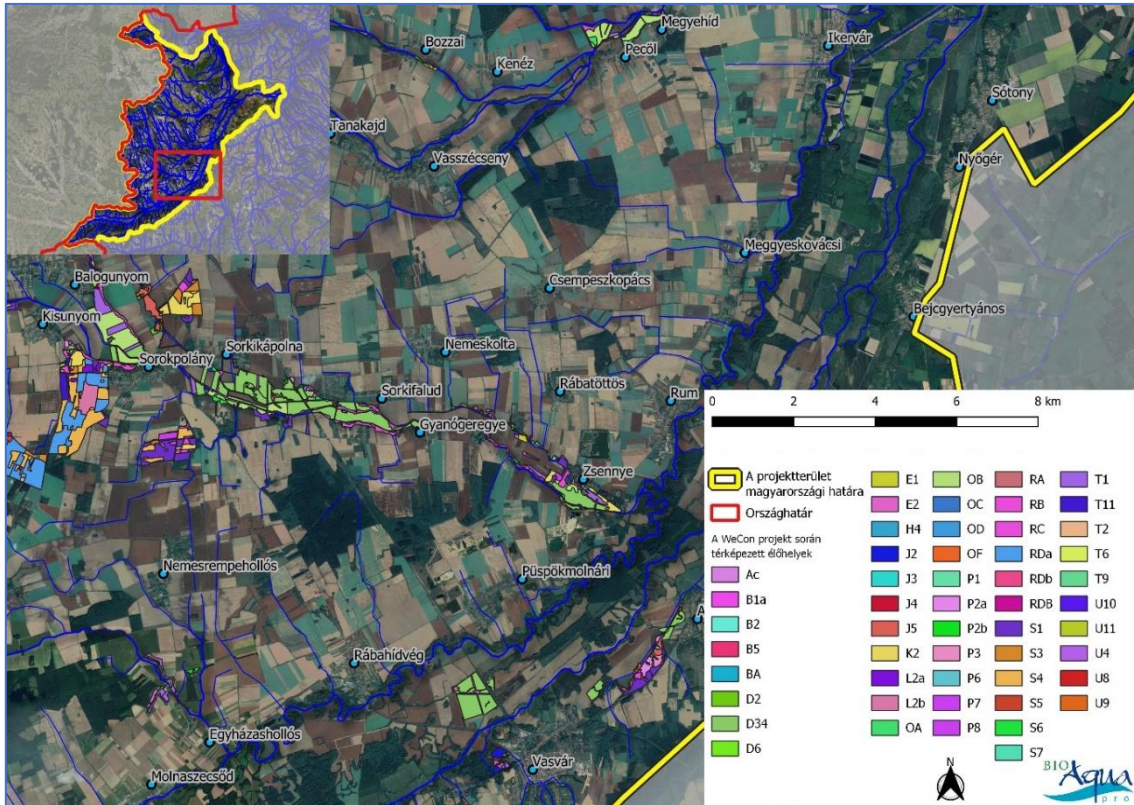 Megyehíd
Bozzai
Ikervár
Pecöl
Kenéz
Sótony
Tanakajd
Vasszécseny
Nyőgér
Meggyeskovácsi
Balogunyom
Csempeszkopács
Kisunyom
Bejcgyertyános
Sorkikápolna
Nemeskolta
Sorokpolány
Sorkifalud
Rábatöttös
Rum
Gyanógeregye
Zsennye
Nemesrempehollós
Püspökmolnári
A
Rábahídvég
Egyházashollós
Vasvár
Molnaszecsőd
0 2 4 6 8 km
A projektterület
magyarországi határa
Országhatár
A WeCon projekt során
térképezett élőhelyek
Ac
B1a
B2
B5
BA
D2
D34
D6
E1
E2
H4
J2
J3
J4
J5
K2
L2a
L2b
OA
OB
OC
OD
OF
P1
P2a
P2b
P3
P6
P7
P8
RA
RB
RC
RDa
RDb
RDB
S1
S3
S4
S5
S6
S7
T1
T11
T2
T6
T9
U10
U11
U4
U8
U9
N
BIO
Aqua
pro